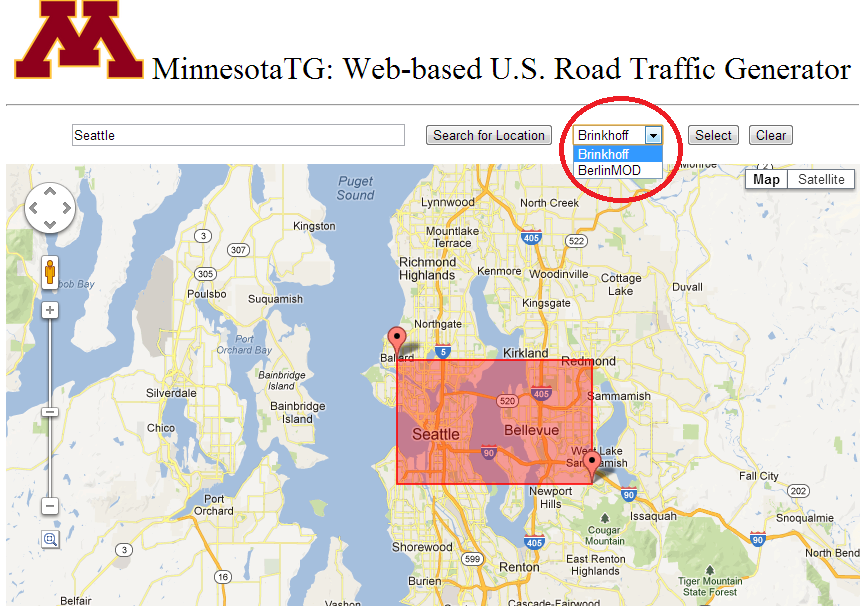 M
MinnesotaTG: Web-based U.S. Road Traffic Generator
Seattle
Search for Location
Brinkhoff
Select
Clear
Brinkhoff
BerlinMOD
Map
Satellite
Puget
Sound
Lynnwood
North Creek
Kingston
3
307
Mountlake
Terrace
405
522
Richmond
Highlands
Kenmore
Woodinville
Cottage
Lake
Duvall
305
Poulsbo
Suquamish
Kingsgate
Port
Orchard Bay
Northgate
Ballard
5
Kirkland
Redmond
Bainbridge
Island
Silverdale
Bainbridge
Island
520
405
Sammamish
Chico
Seattle
Bellevue
90
West Lake
Sammamish
Fall City
202
Port
Orchard
Newport
Hills
90
Issaquah
Snoqualmie
Cougar
Mountain
3
Shorewood
405
90
North Bend
599
East Renton
Highlands
16
Renton
Burien
Tiger Mountain
State Forest
Belfair
Vashon
Cascade-Fairwood